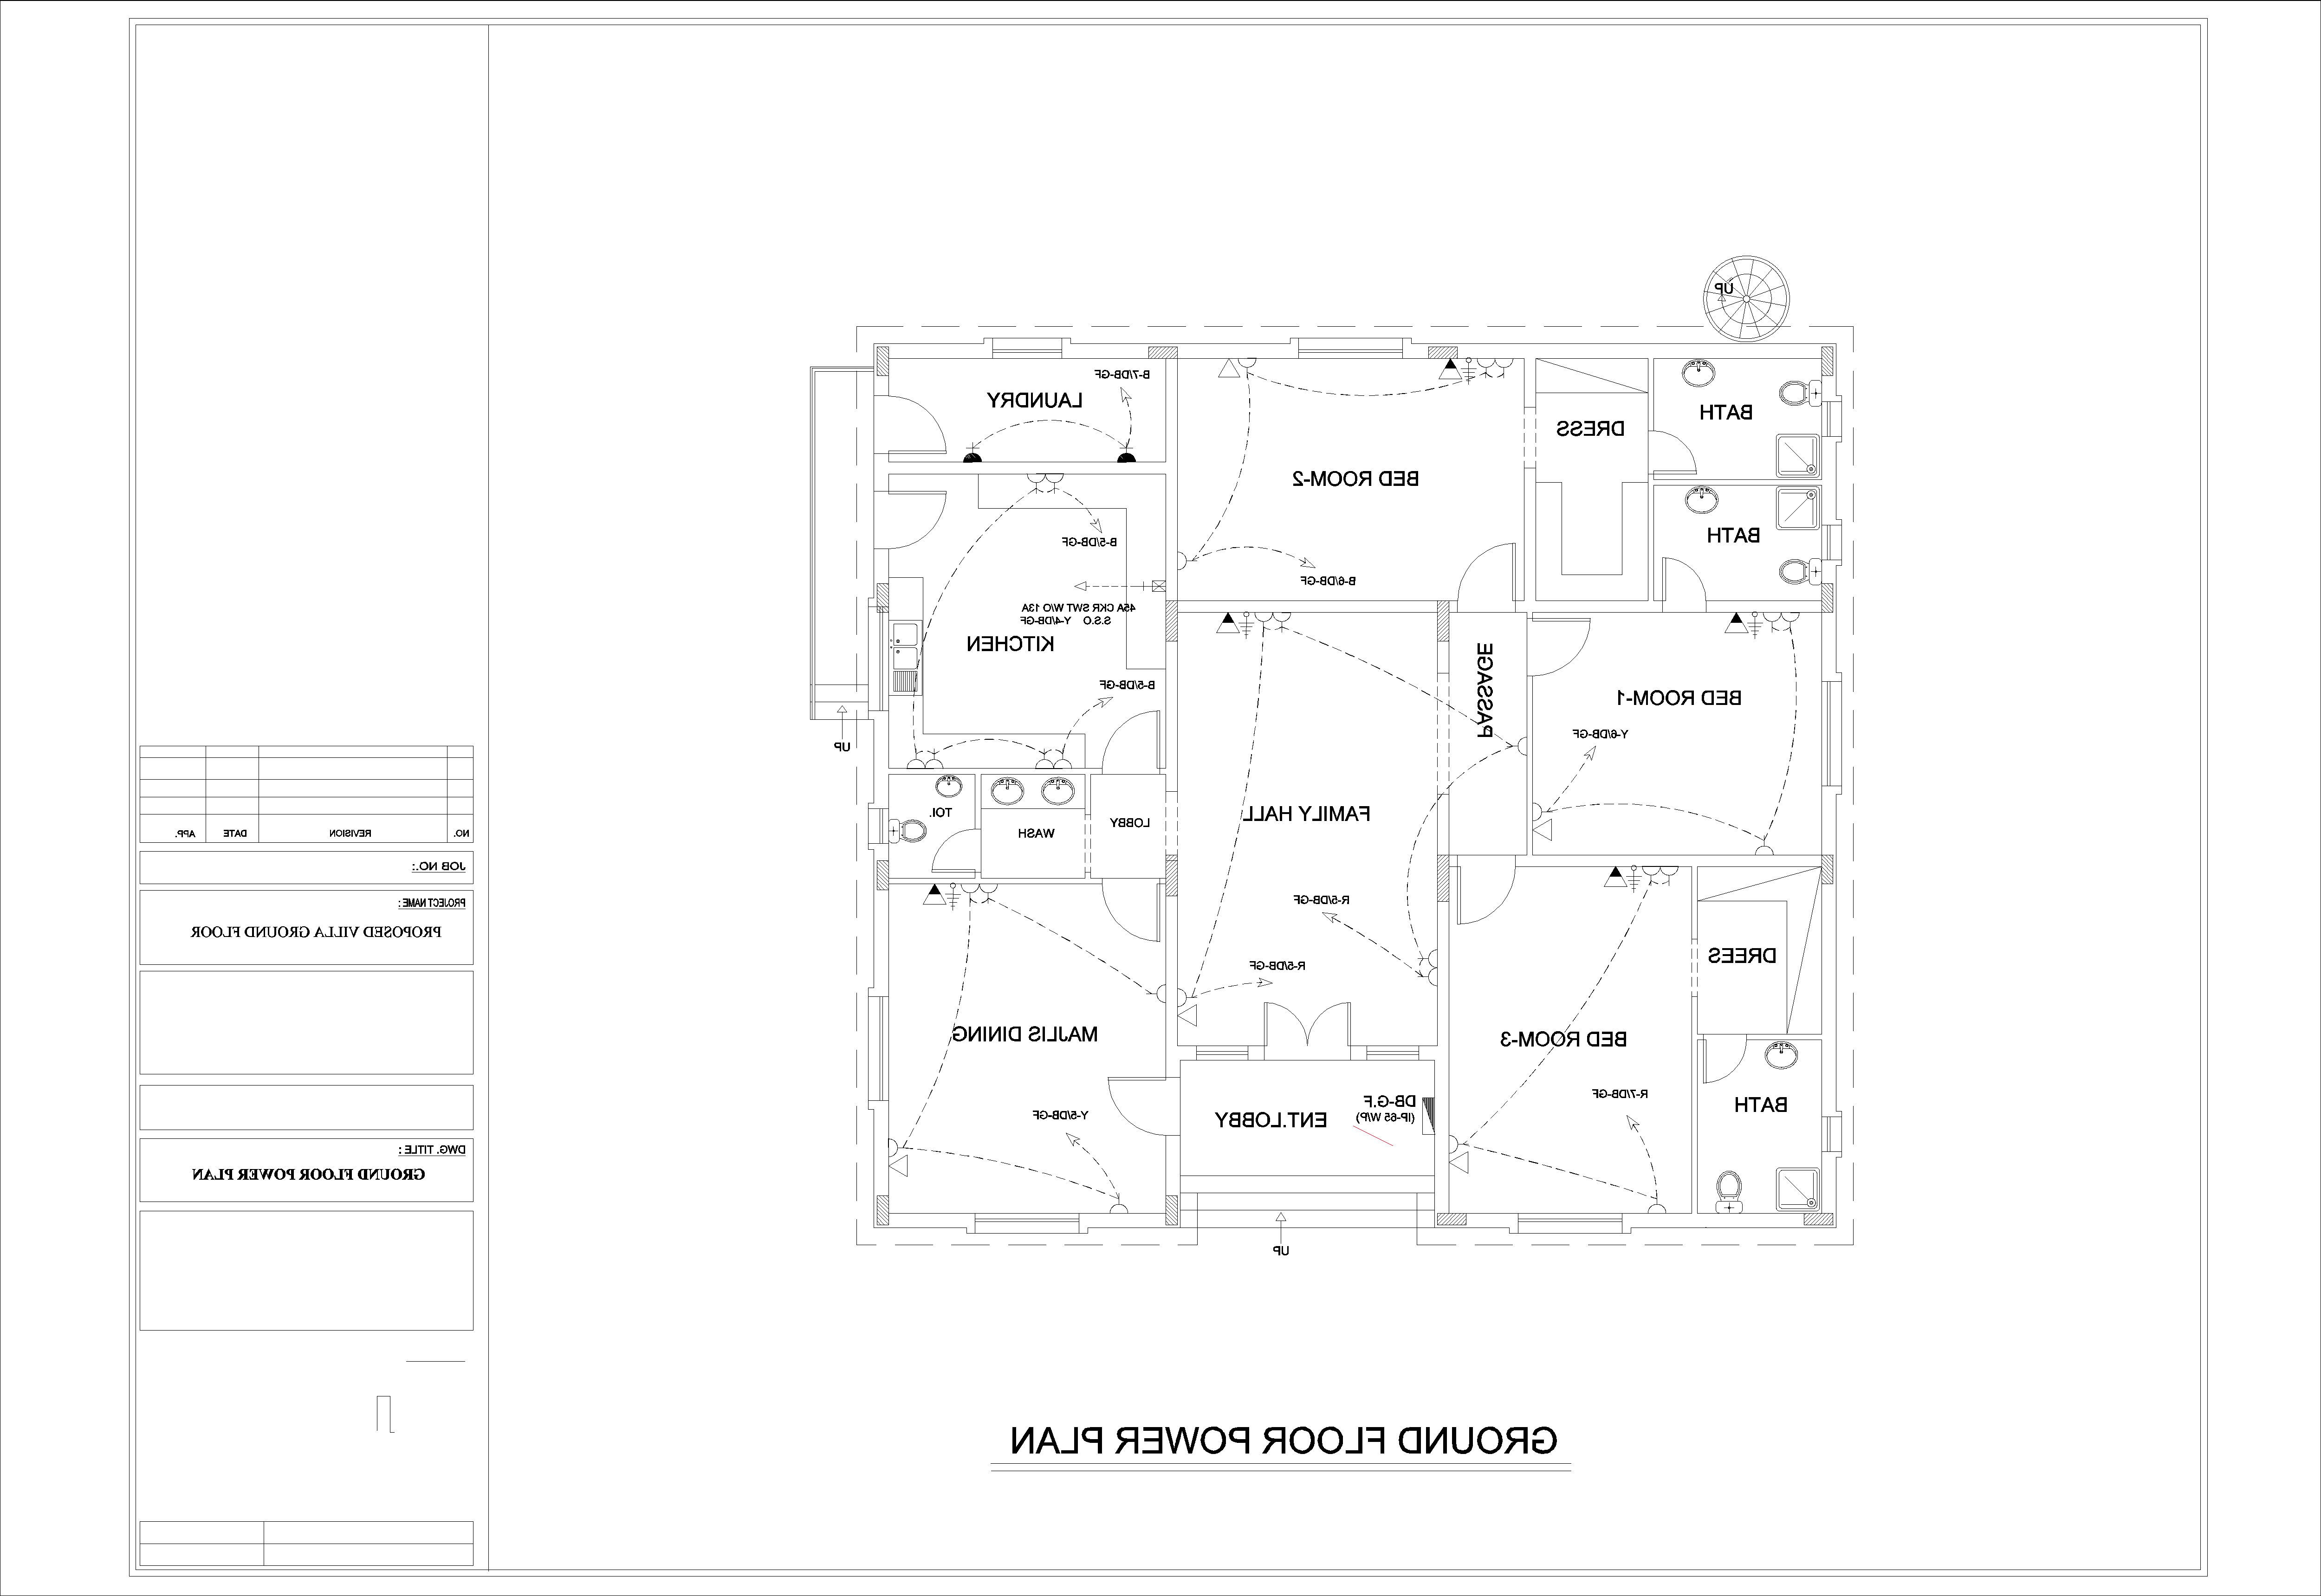 UP
B-7/DB-GF
LAUNDRY
BATH
DRESS
BED ROOM-2
BATH
B-5/DB-GF
B-6/DB-GF
45A CKR SWT W/O 13A
S.S.O Y-4/DB-GF
KITCHEN
PASSAGE
B-5/DB-GF
BED ROOM-1
Y-6/DB-GF
UP
TOI.
WASH
LOBBY
FAMILY HALL
R-5/DB-GF
R-5/DB-GF
DREES
MAJLIS DINING
BED ROOM-3
R-7/DB-GF
Y-5/DB-GF
DB-G.F
(IP-65 W/P)
ENT.LOBBY
BATH
UP
GROUND FLOOR POWER PLAN
NO. REVISION DATE APP.
JOB NO.:
PROJECT NAME :
PROPOSED VILLA GROUND FLOOR
DWG. TITLE :
GROUND FLOOR POWER PLAN